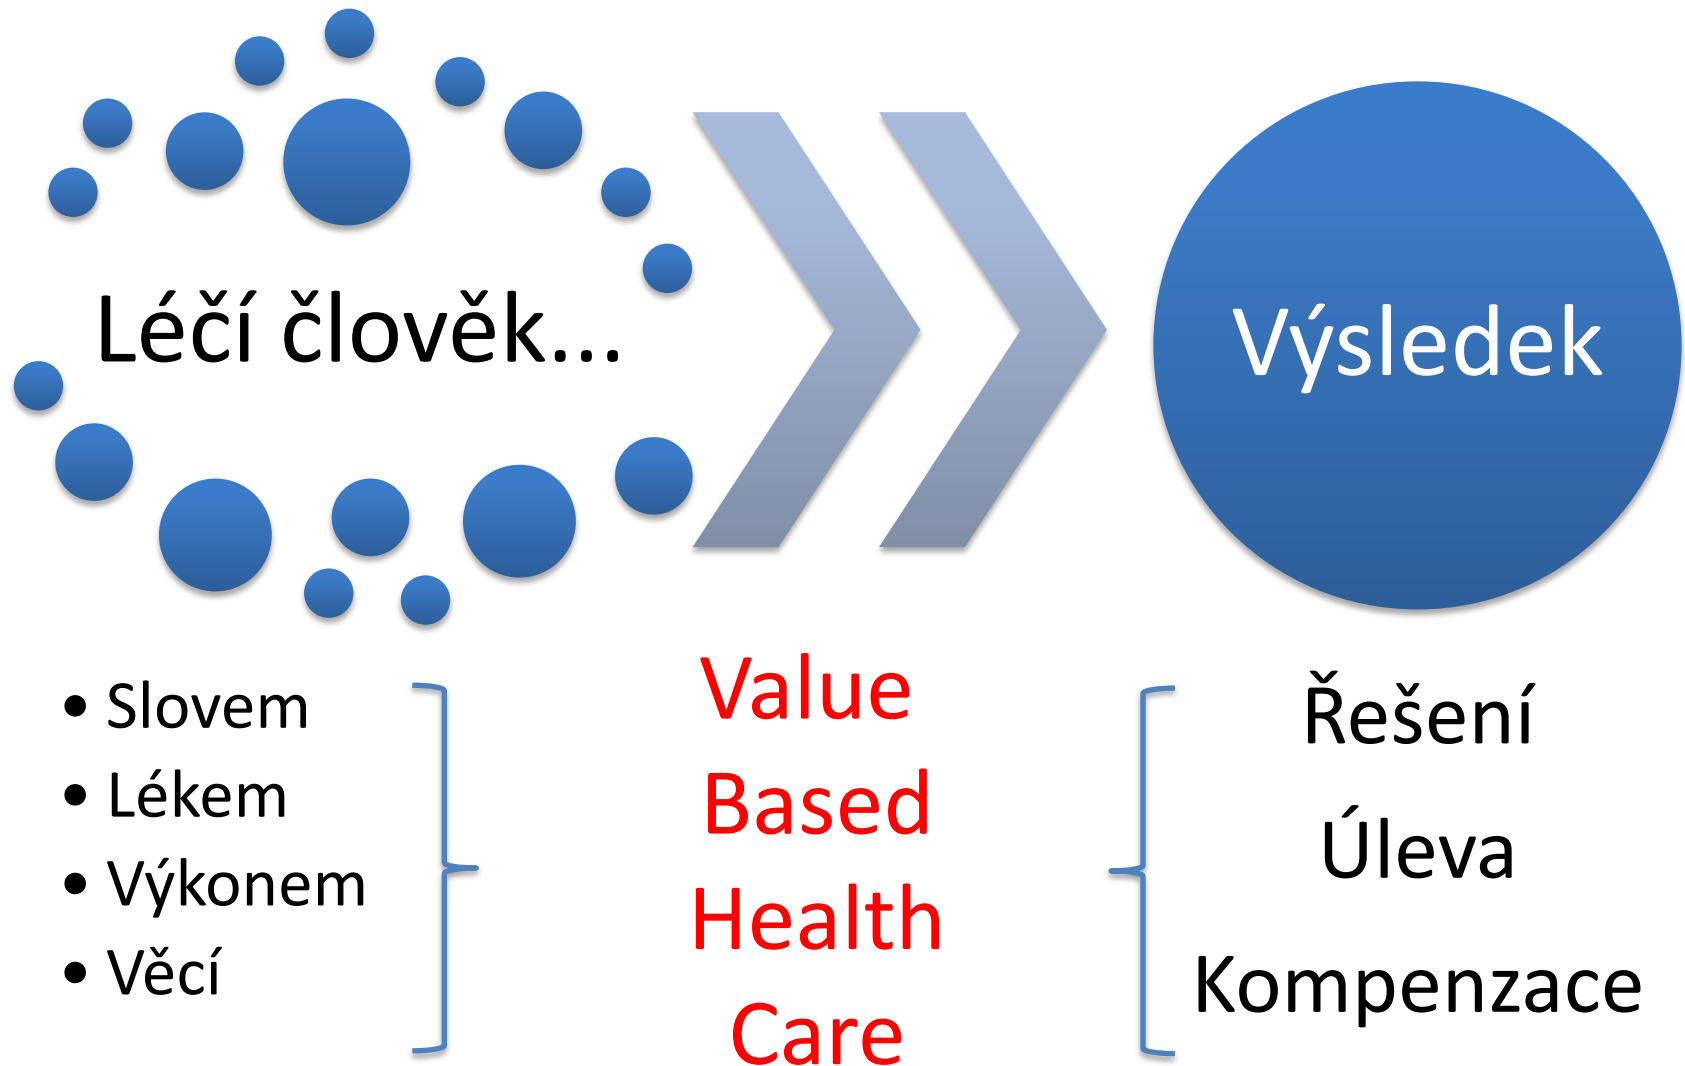 Léčí člověk...
Výsledek
• Slovem
• Lékem
• Výkonem
• Věcí
Value
Based
Health
Care
Řešení
Úleva
Kompenzace